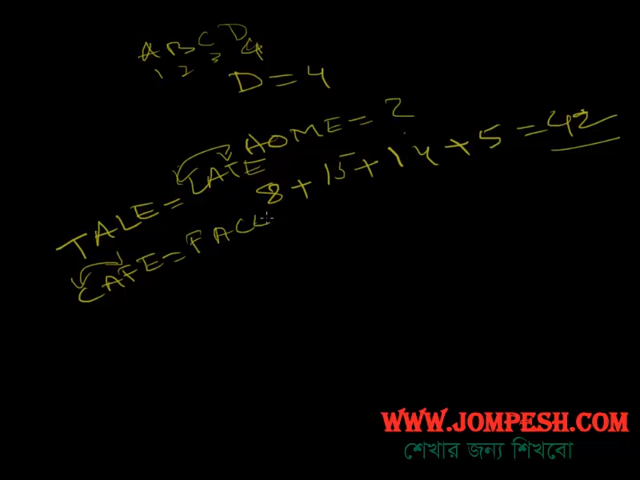 A B C D
1 2 3 4
D = 4
HOME = ?
8 + 15 + 14 + 5 = 42
TALE = LATE
CAFE = FACE
WWW.JOMPESH.COM
শেখার জন্য শিখবো